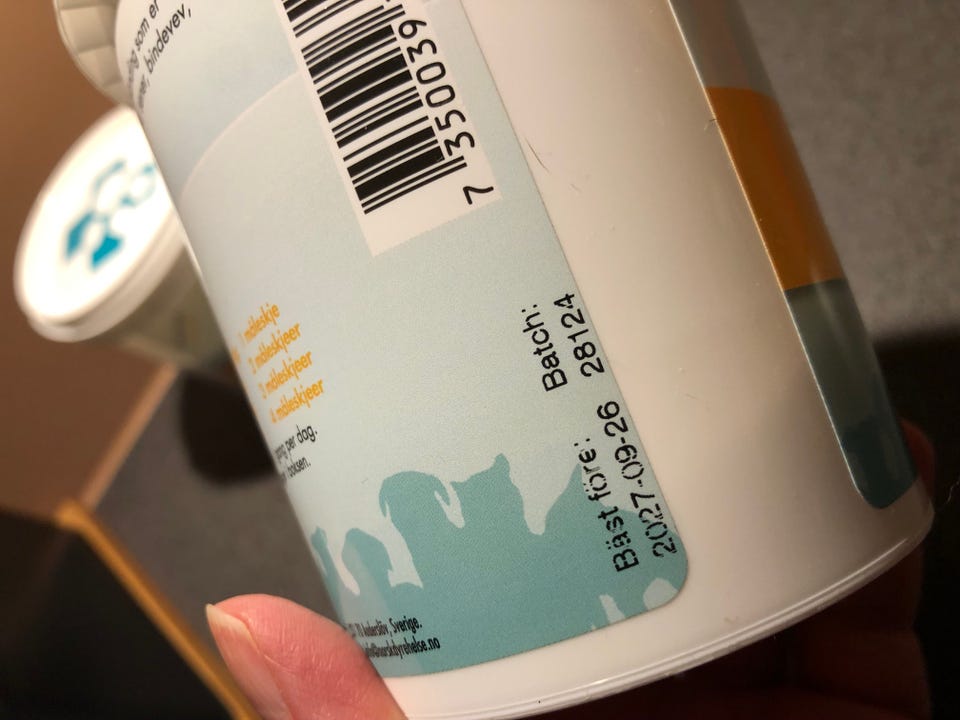 som er
bindevev,
7 350039
1 måleskje
2 måleskjeer
3 måleskjeer
4 måleskjeer
per dag.
boksen.
Bäst före: Batch:
2027-09-26 28124
Anderslöv, Sverige.